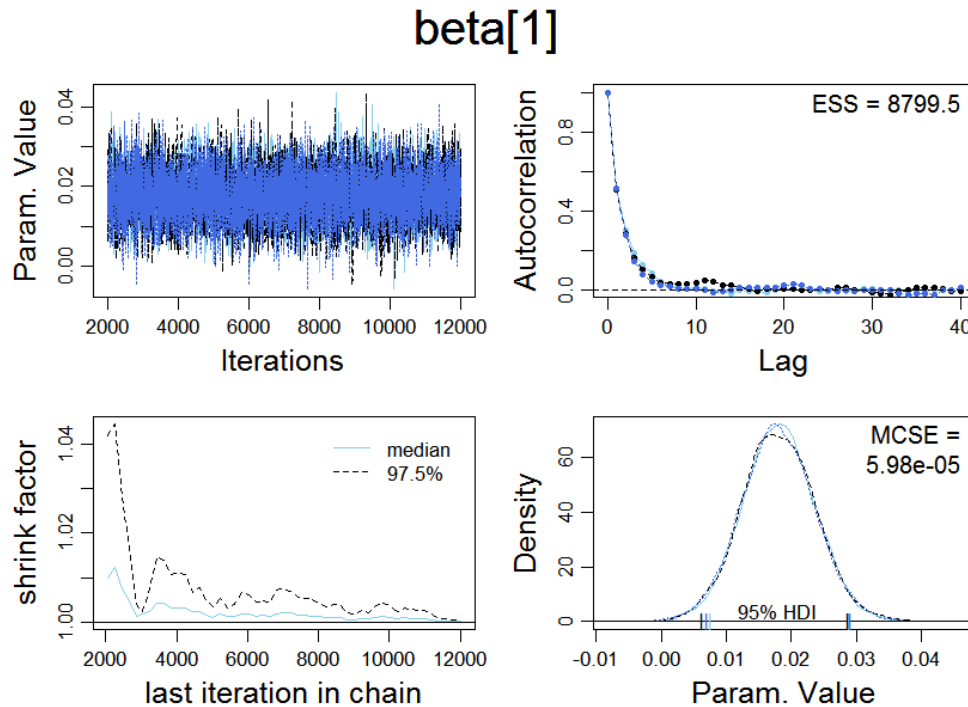 beta[1]
Param. Value
0.00 0.02 0.04
2000 4000 6000 8000 10000 12000
Iterations
Autocorrelation
0.0 0.4 0.8
ESS = 8799.5
0 10 20 30 40
Lag
shrink factor
1.00 1.02 1.04
median
97.5%
2000 4000 6000 8000 10000 12000
last iteration in chain
Density
0 20 40 60
MCSE =
5.98e-05
95% HDI
-0.01 0.00 0.01 0.02 0.03 0.04
Param. Value